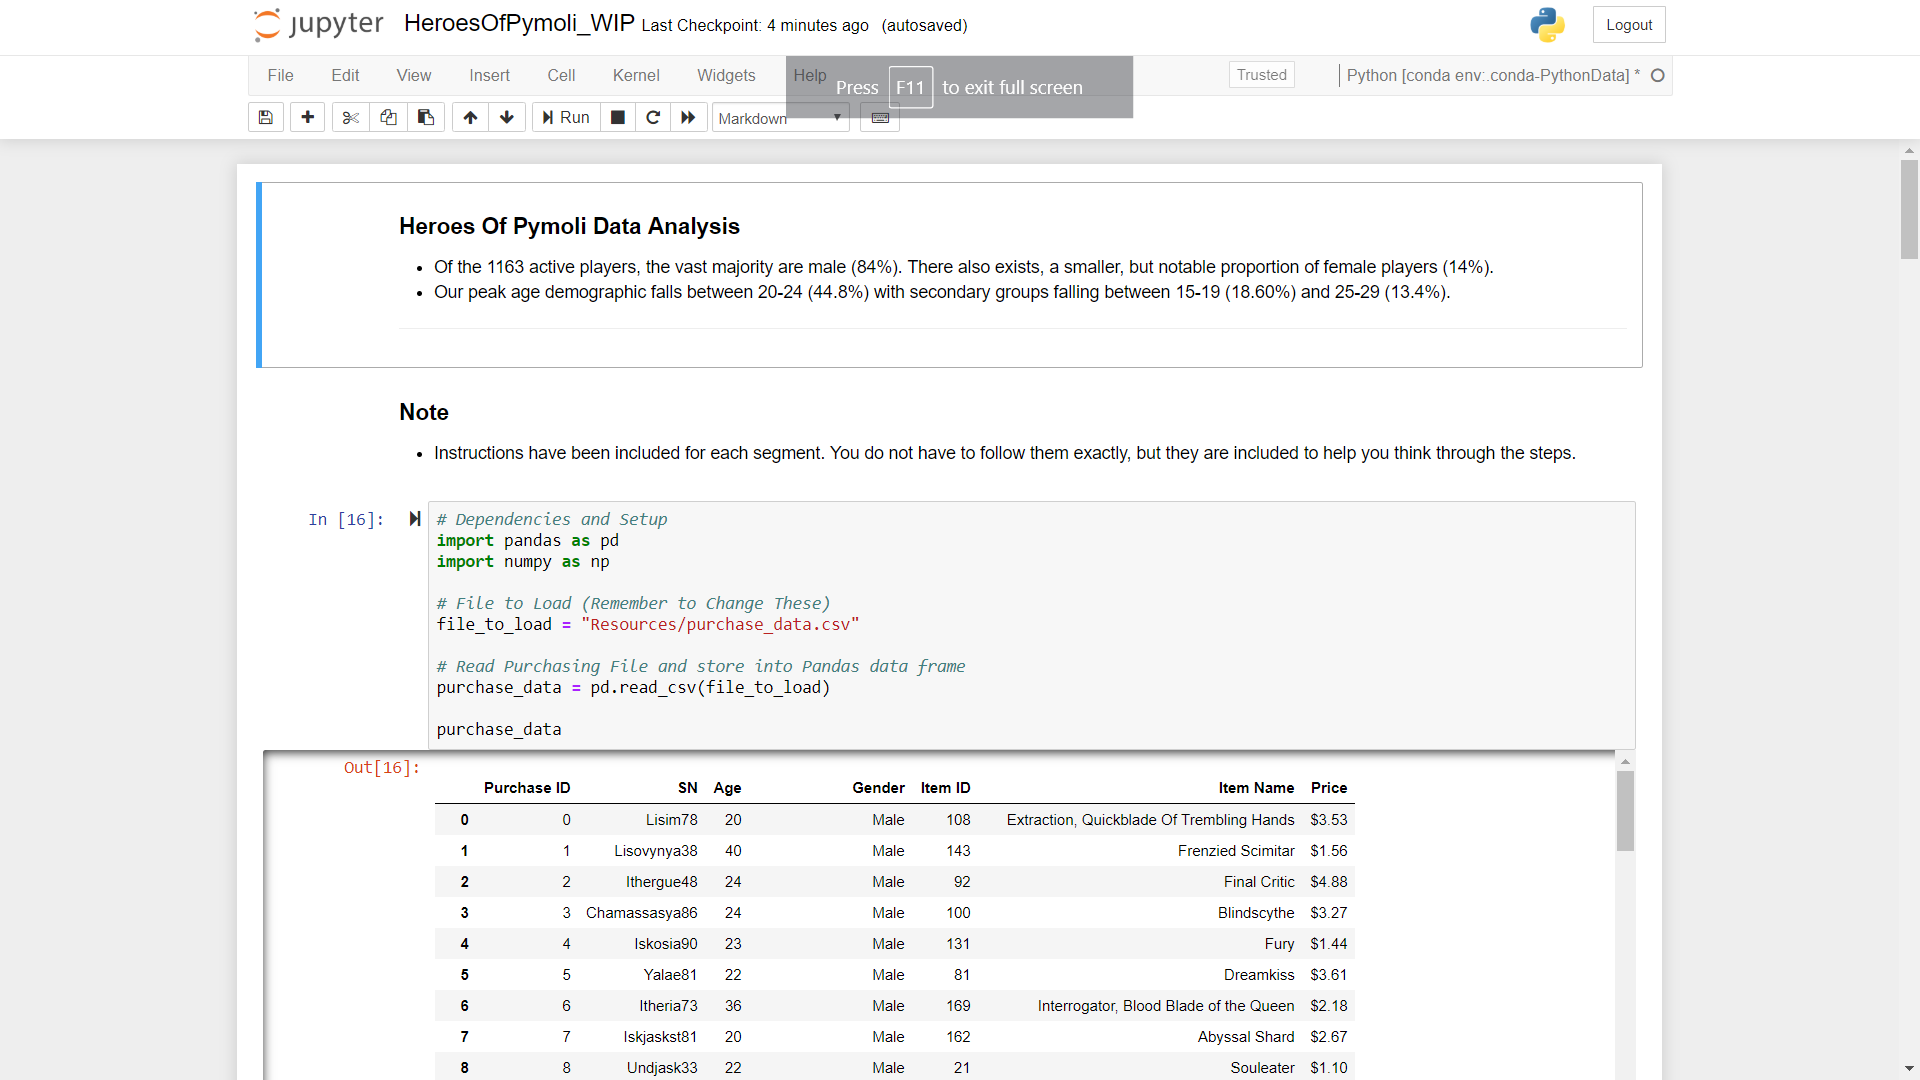 jupyter HeroesOfPymoli_WIP Last Checkpoint: 4 minutes ago (autosaved) Logout
File Edit View Insert Cell Kernel Widgets Help Trusted Python [conda env:.conda-PythonData] *
Press F11 to exit full screen
Run Markdown
Heroes Of Pymoli Data Analysis
• Of the 1163 active players, the vast majority are male (84%). There also exists, a smaller, but notable proportion of female players (14%).
• Our peak age demographic falls between 20-24 (44.8%) with secondary groups falling between 15-19 (18.60%) and 25-29 (13.4%).
Note
• Instructions have been included for each segment. You do not have to follow them exactly, but they are included to help you think through the steps.
In [16]: # Dependencies and Setup
import pandas as pd
import numpy as np
# File to Load (Remember to Change These)
file_to_load = "Resources/purchase_data.csv"
# Read Purchasing File and store into Pandas data frame
purchase_data = pd.read_csv(file_to_load)
purchase_data
Out[16]:
Purchase ID SN Age Gender Item ID Item Name Price
0 0 Lisim78 20 Male 108 Extraction, Quickblade Of Trembling Hands $3.53
1 1 Lisovynya38 40 Male 143 Frenzied Scimitar $1.56
2 2 Ithergue48 24 Male 92 Final Critic $4.88
3 3 Chamassasya86 24 Male 100 Blindscythe $3.27
4 4 Iskosia90 23 Male 131 Fury $1.44
5 5 Yalae81 22 Male 81 Dreamkiss $3.61
6 6 Itheria73 36 Male 169 Interrogator, Blood Blade of the Queen $2.18
7 7 Iskjaskst81 20 Male 162 Abyssal Shard $2.67
8 8 Undjask33 22 Male 21 Souleater $1.10